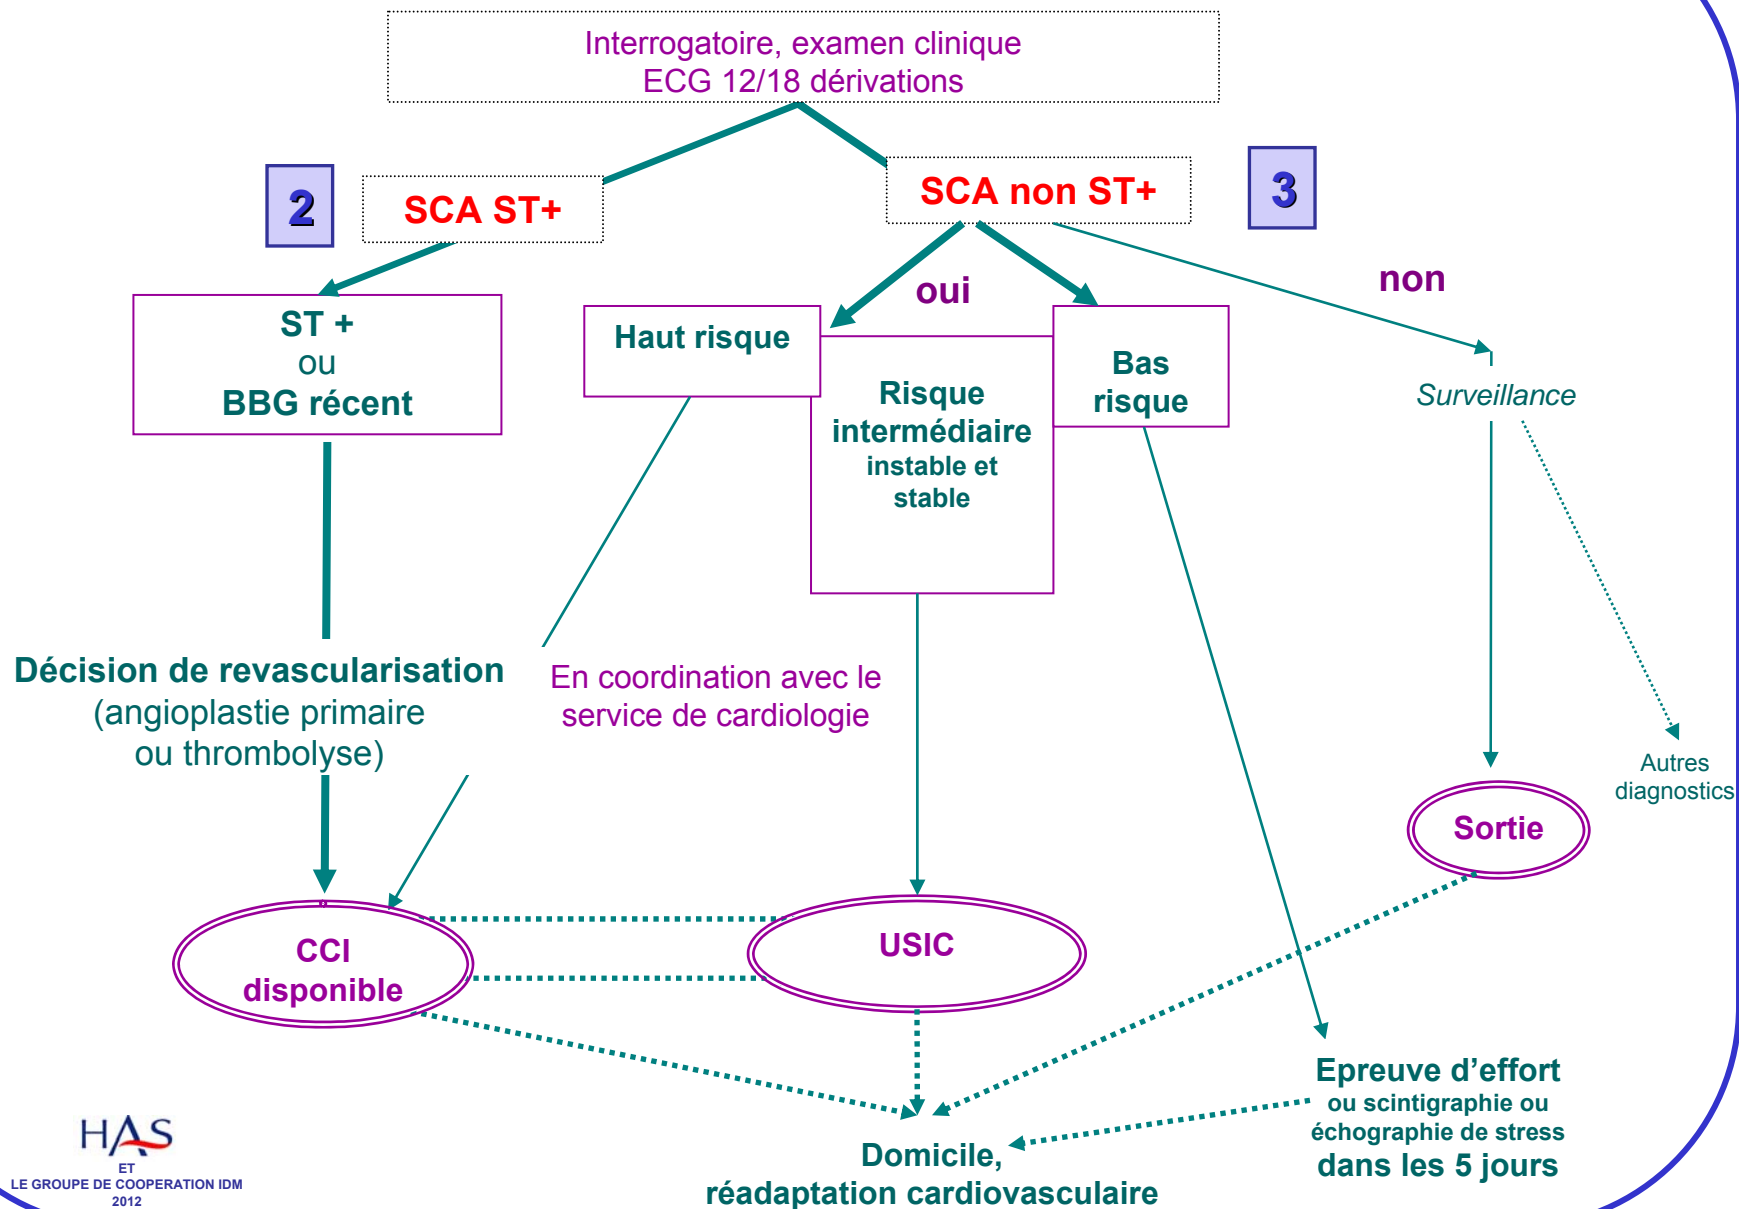 Interrogatoire, examen clinique
ECG 12/18 dérivations
2
SCA ST+
SCA non ST+
3
oui
non
ST +
ou
BBG récent
Haut risque
Risque
intermédiaire
instable et
stable
Bas
risque
Surveillance
Décision de revascularisation
(angioplastie primaire
ou thrombolyse)
En coordination avec le
service de cardiologie
Autres
diagnostics
Sortie
CCI
disponible
USIC
Epreuve d’effort
ou scintigraphie ou
échographie de stress
dans les 5 jours
Domicile,
réadaptation cardiovasculaire
HAS
ET
LE GROUPE DE COOPERATION IDM
2012